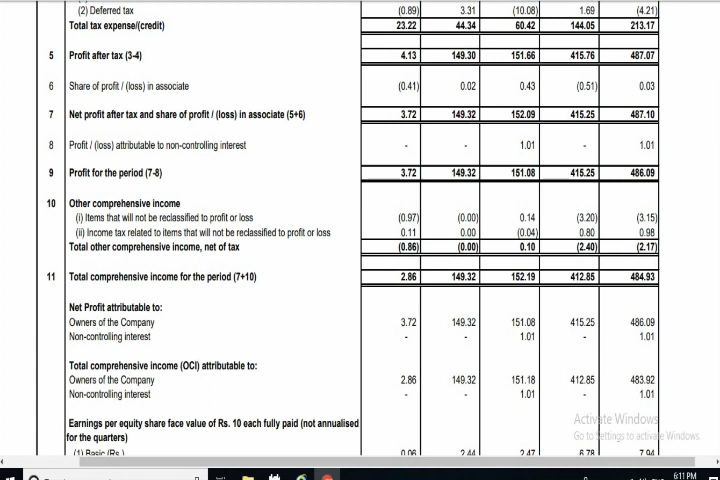 (2) Deferred tax (0.89) 3.31 (10.08) 1.69 (4.21)
Total tax expense/(credit) 23.22 44.34 60.42 144.05 213.17
5 Profit after tax (3-4) 4.13 149.30 151.66 415.76 487.07
6 Share of profit / (loss) in associate (0.41) 0.02 0.43 (0.51) 0.03
7 Net profit after tax and share of profit / (loss) in associate (5+6) 3.72 149.32 152.09 415.25 487.10
8 Profit / (loss) attributable to non-controlling interest - - 1.01 - 1.01
9 Profit for the period (7-8) 3.72 149.32 151.08 415.25 486.09
10 Other comprehensive income
(i) Items that will not be reclassified to profit or loss (0.97) (0.00) 0.14 (3.20) (3.15)
(ii) Income tax related to items that will not be reclassified to profit or loss 0.11 0.00 (0.04) 0.80 0.98
Total other comprehensive income, net of tax (0.86) (0.00) 0.10 (2.40) (2.17)
11 Total comprehensive income for the period (7+10) 2.86 149.32 152.19 412.85 484.93
Net Profit attributable to:
Owners of the Company 3.72 149.32 151.08 415.25 486.09
Non-controlling interest - - 1.01 - 1.01
Total comprehensive income (OCI) attributable to:
Owners of the Company 2.86 149.32 151.18 412.85 483.92
Non-controlling interest - - 1.01 - 1.01
Earnings per equity share face value of Rs. 10 each fully paid (not annualised
for the quarters)
(1) Basic (Rs.) 0.06 2.44 2.47 6.78 7.94
Activate Windows
Go to Settings to activate Windows.
6:11 PM